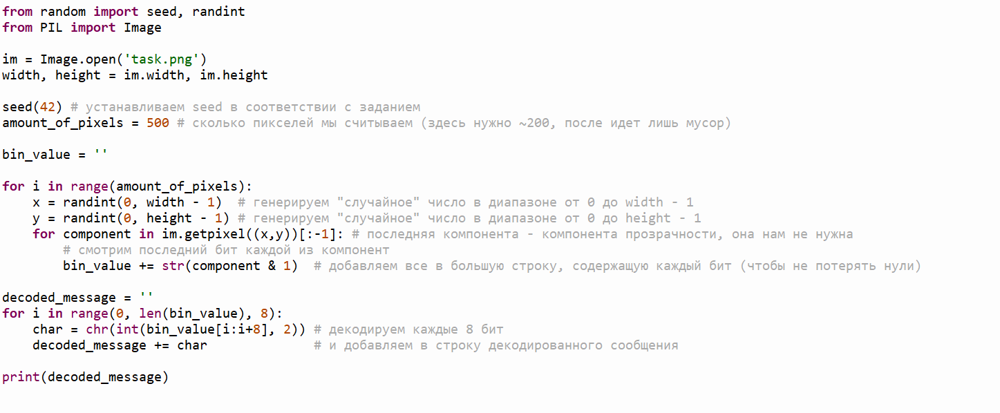 from random import seed, randint
from PIL import Image
im = Image.open('task.png')
width, height = im.width, im.height
seed(42) # устанавливаем seed в соответствии с заданием
amount_of_pixels = 500 # сколько пикселей мы считываем (здесь нужно ~200, после идет лишь мусор)
bin_value = ''
for i in range(amount_of_pixels):
    x = randint(0, width - 1)  # генерируем "случайное" число в диапазоне от 0 до width - 1
    y = randint(0, height - 1) # генерируем "случайное" число в диапазоне от 0 до height - 1
    for component in im.getpixel((x,y))[:-1]: # последняя компонента - компонента прозрачности, она нам не нужна
        # смотрим последний бит каждой из компонент
        bin_value += str(component & 1)  # добавляем все в большую строку, содержащую каждый бит (чтобы не потерять нули)
decoded_message = ''
for i in range(0, len(bin_value), 8):
    char = chr(int(bin_value[i:i+8], 2)) # декодируем каждые 8 бит
    decoded_message += char              # и добавляем в строку декодированного сообщения
print(decoded_message)